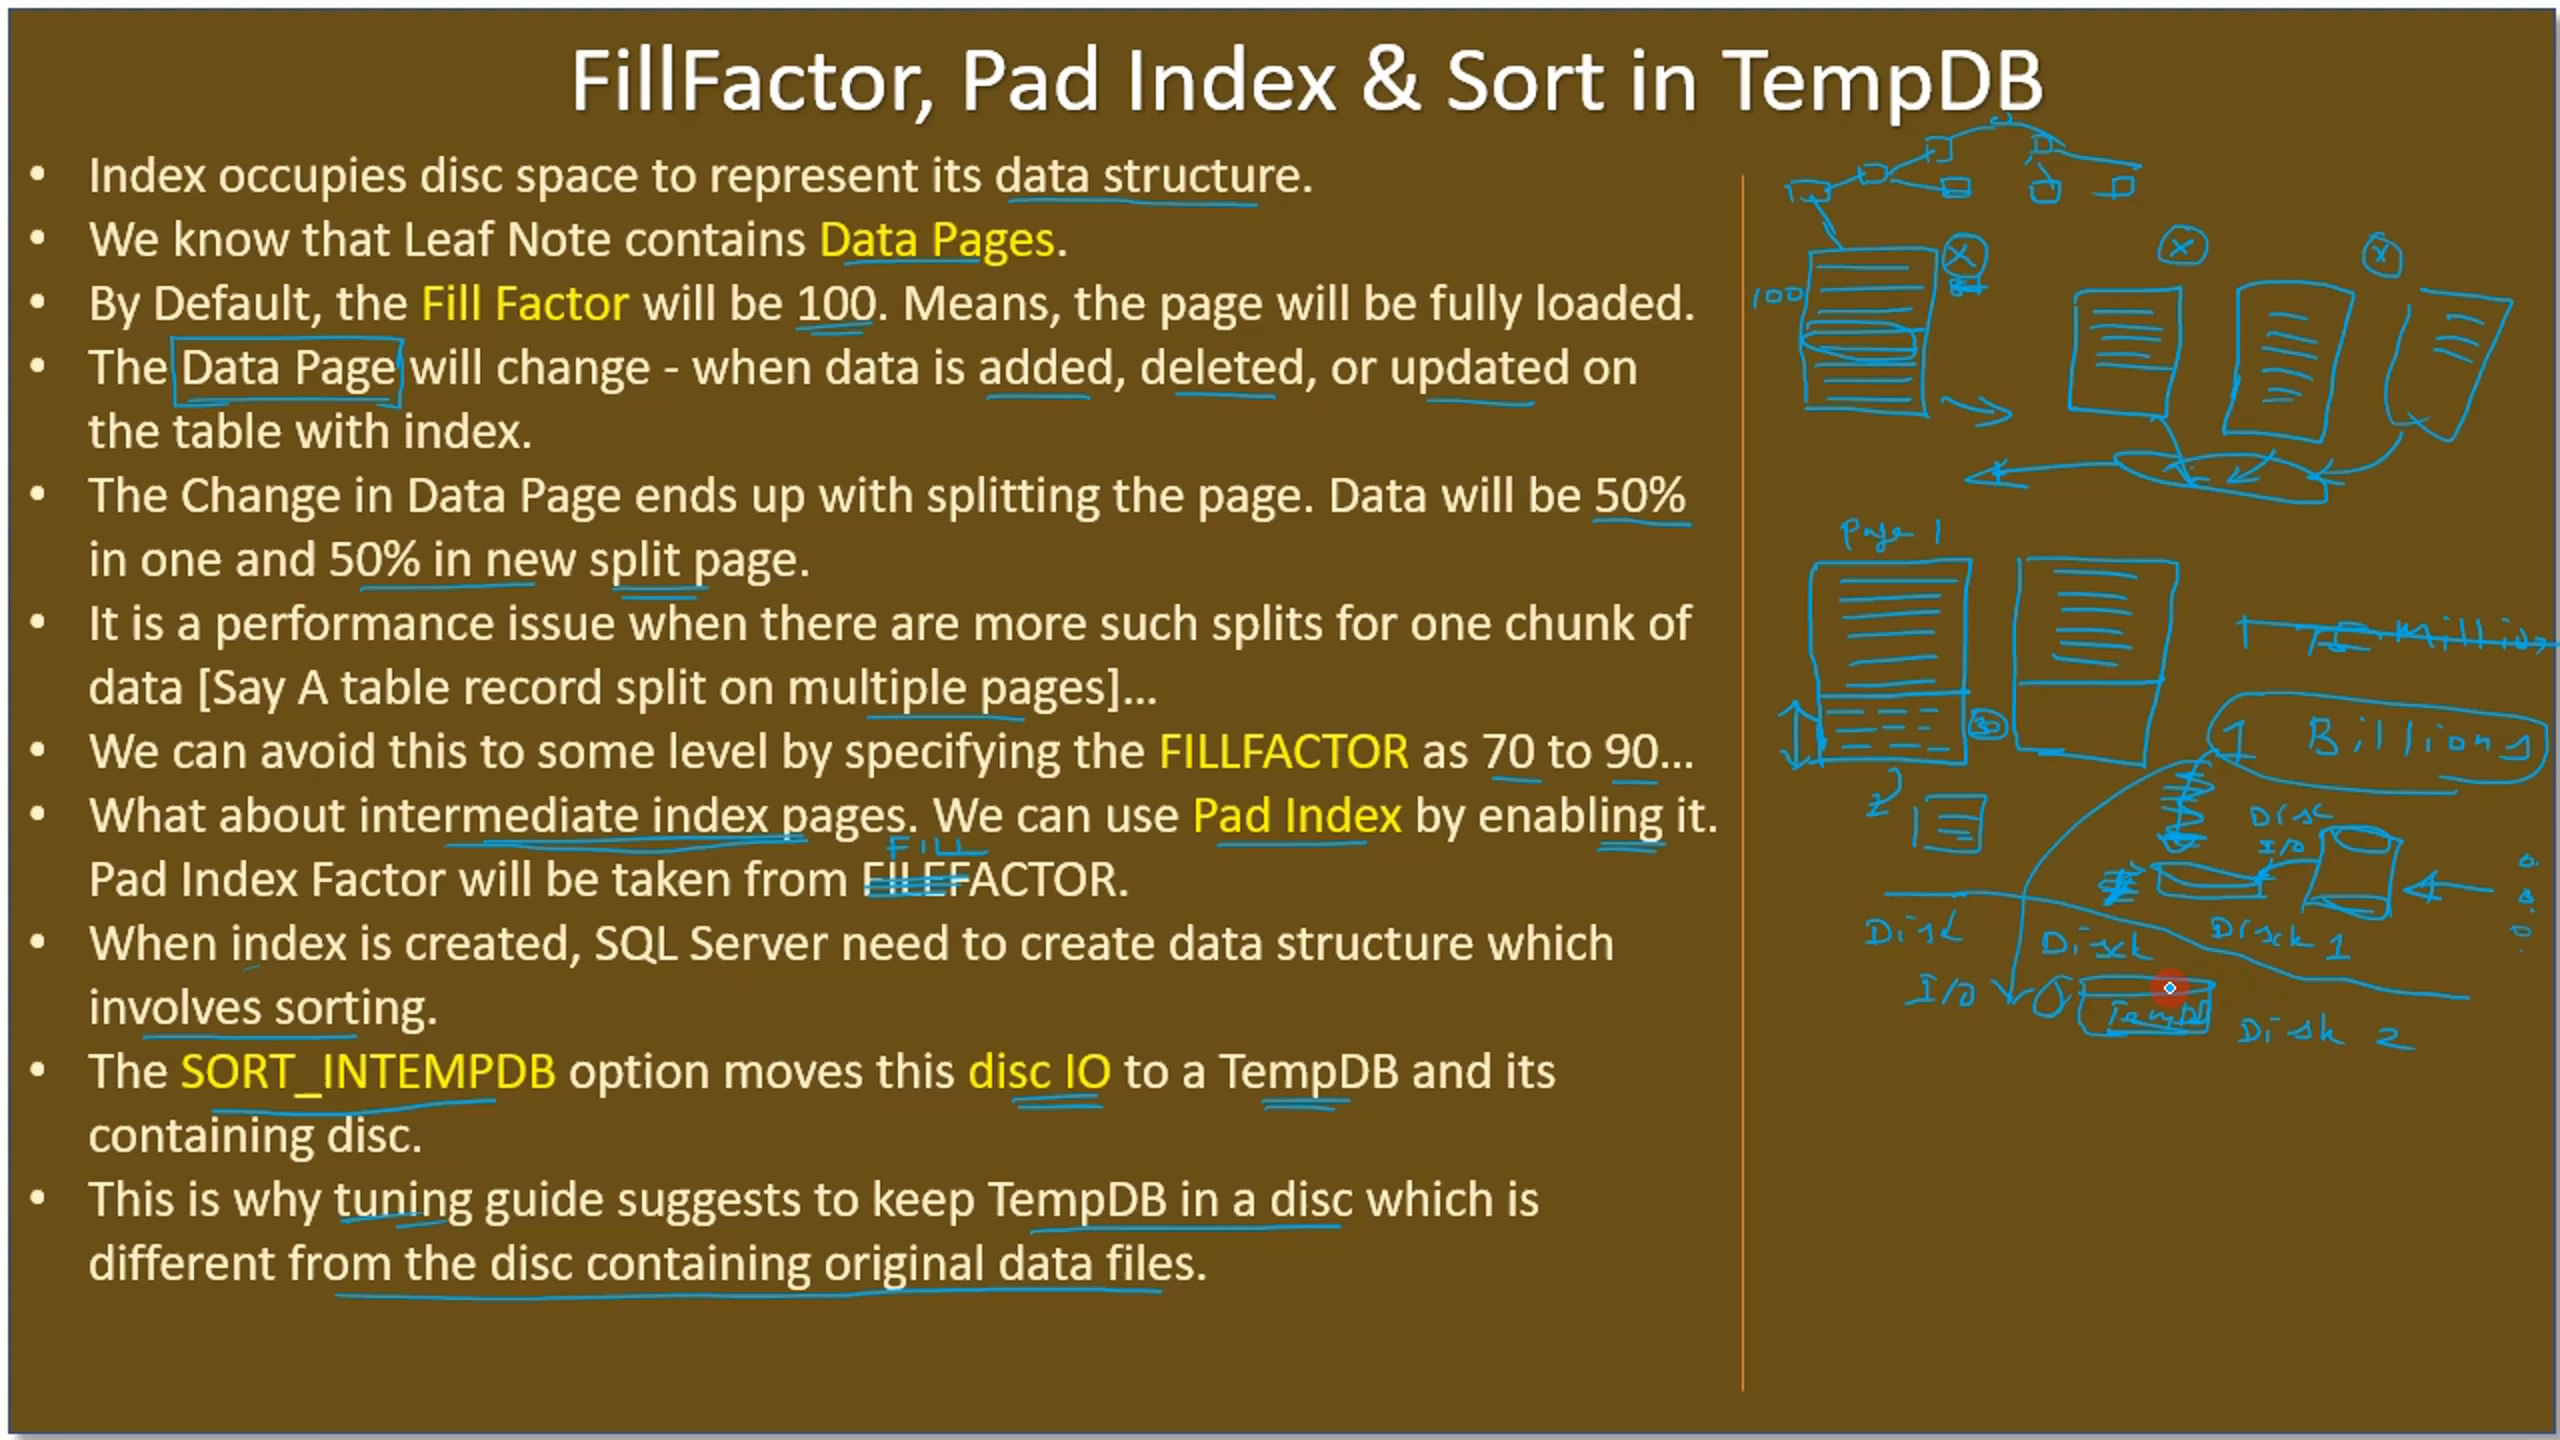 FillFactor, Pad Index & Sort in TempDB
• Index occupies disc space to represent its data structure.
• We know that Leaf Note contains Data Pages.
• By Default, the Fill Factor will be 100. Means, the page will be fully loaded.
• The Data Page will change - when data is added, deleted, or updated on
the table with index.
• The Change in Data Page ends up with splitting the page. Data will be 50%
in one and 50% in new split page.
• It is a performance issue when there are more such splits for one chunk of
data [Say A table record split on multiple pages]...
• We can avoid this to some level by specifying the FILLFACTOR as 70 to 90...
• What about intermediate index pages. We can use Pad Index by enabling it.
FILL
Pad Index Factor will be taken from FILEFACTOR.
• When index is created, SQL Server need to create data structure which
involves sorting.
• The SORT_INTEMPDB option moves this disc IO to a TempDB and its
containing disc.
• This is why tuning guide suggests to keep TempDB in a disc which is
different from the disc containing original data files.
X
X
X
100
Page 1
30
Million
1 Billions
2
Disc
I/O
Disk
Disck
Disck 1
I/O
TempDB
Disk 2